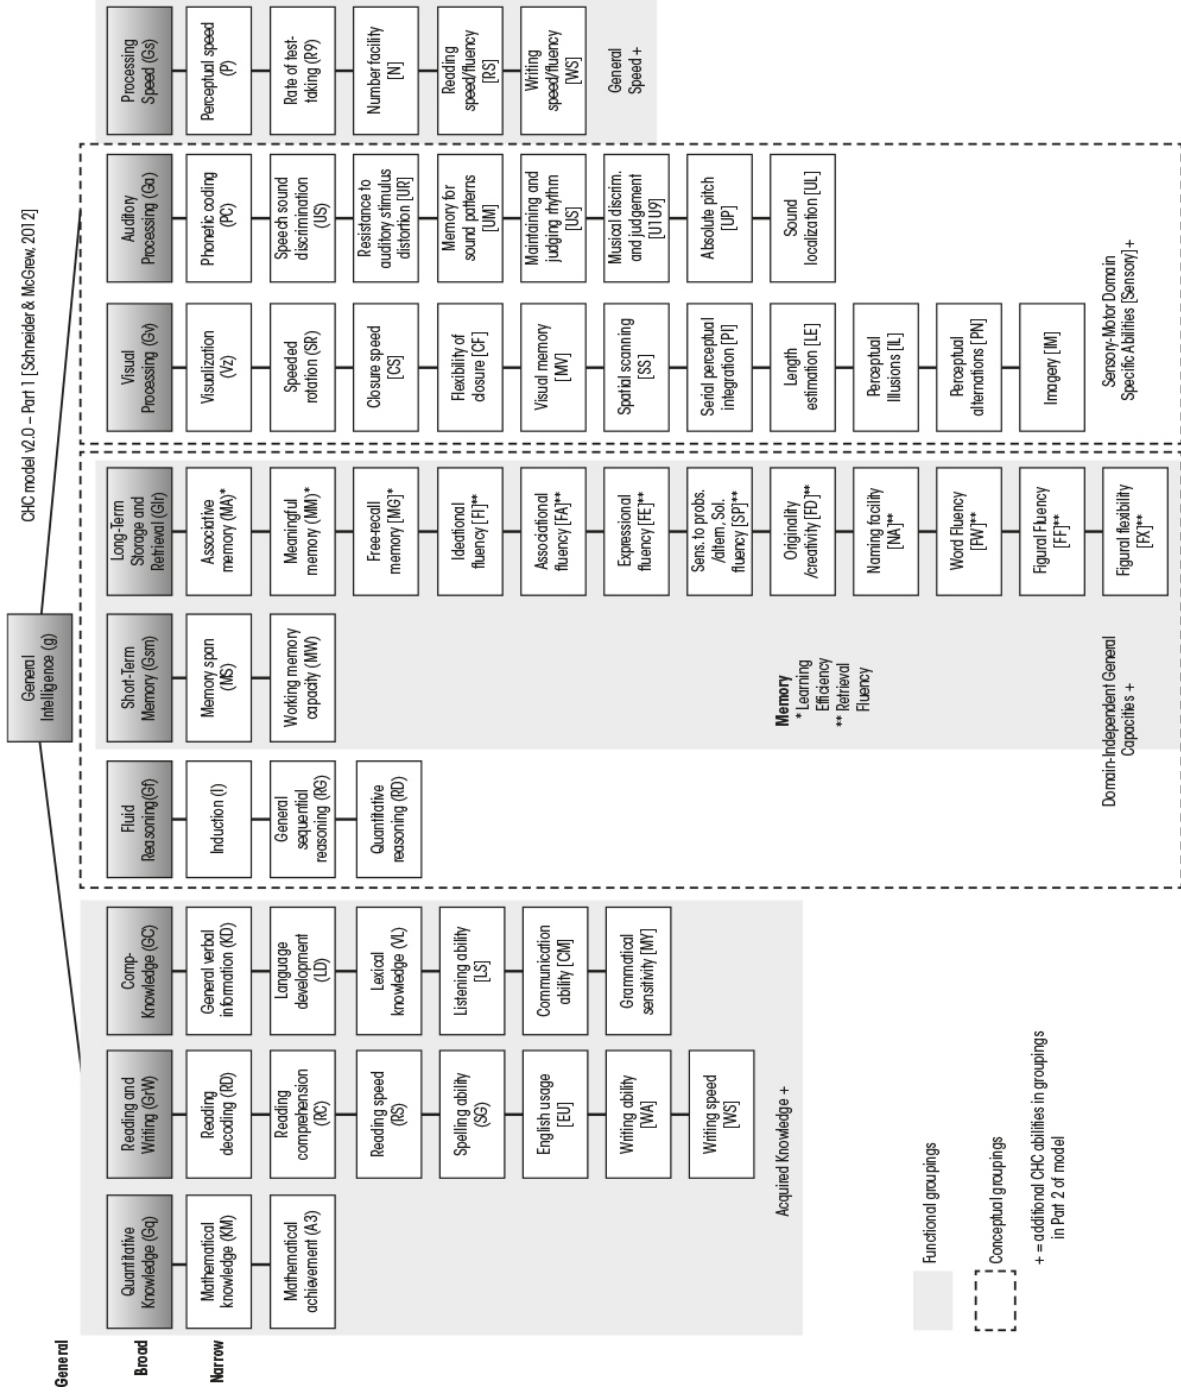 CHC model v2.0 – Part 1 [Schneider & McGrew, 2012]
General
Intelligence (g)
General
Broad
Narrow
Quantitative
Knowledge (Gq)
Mathematical
knowledge (KM)
Mathematical
achievement (A3)
Reading and
Writing (GrW)
Reading
decoding (RD)
Reading
comprehension
(RC)
Reading speed
(RS)
Spelling ability
(SG)
English usage
[EU]
Writing ability
[WA]
Writing speed
[WS]
Comp-
Knowledge (GC)
General verbal
information (KD)
Language
development
(LD)
Lexical
knowledge (VL)
Listening ability
[LS]
Communication
ability [CM]
Grammatical
sensitivity [MY]
Acquired Knowledge +
Fluid
Reasoning(Gf)
Induction (I)
General
sequential
reasoning (RG)
Quantitative
reasoning (RD)
Short-Term
Memory (Gsm)
Memory span
(MS)
Working memory
capacity (MW)
Memory
* Learning
Efficiency
** Retrieval
Fluency
Long-Term
Storage and
Retrieval (Glr)
Associative
memory (MA)*
Meaningful
memory (MM)*
Free-recall
memory [MG]*
Ideational
fluency [FI]**
Associational
fluency [FA]**
Expressional
fluency [FE]**
Sens. to probs.
/altern, Sol.
fluency [SP]**
Originality
/creativity [FD]**
Naming facility
[NA]**
Word Fluency
[FW]**
Figural Fluency
[FF]**
Figural flexibility
[FX]**
Domain-Independent General
Capacities +
Visual
Processing (Gv)
Visualization
(Vz)
Speeded
rotation (SR)
Closure speed
[CS]
Flexibility of
closure [CF]
Visual memory
[MV]
Spatial scanning
[SS]
Serial perceptual
integration [PI]
Length
estimation [LE]
Perceptual
Illusions [IL]
Perceptual
alternations [PN]
Imagery [IM]
Auditory
Processing (Ga)
Phonetic coding
(PC)
Speech sound
discrimination
(US)
Resistance to
auditory stimulus
distortion [UR]
Memory for
sound patterns
[UM]
Maintaining and
judging rhythm
[US]
Musical discrim.
and judgement
[U1U9]
Absolute pitch
[UP]
Sound
localization [UL]
Sensory-Motor Domain
Specific Abilities [Sensory] +
Processing
Speed (Gs)
Perceptual speed
(P)
Rate of test-
taking (R9)
Number facility
[N]
Reading
speed/fluency
[RS]
Writing
speed/fluency
[WS]
General
Speed +
Functional groupings
Conceptual groupings
+ = additional CHC abilities in groupings
in Part 2 of model